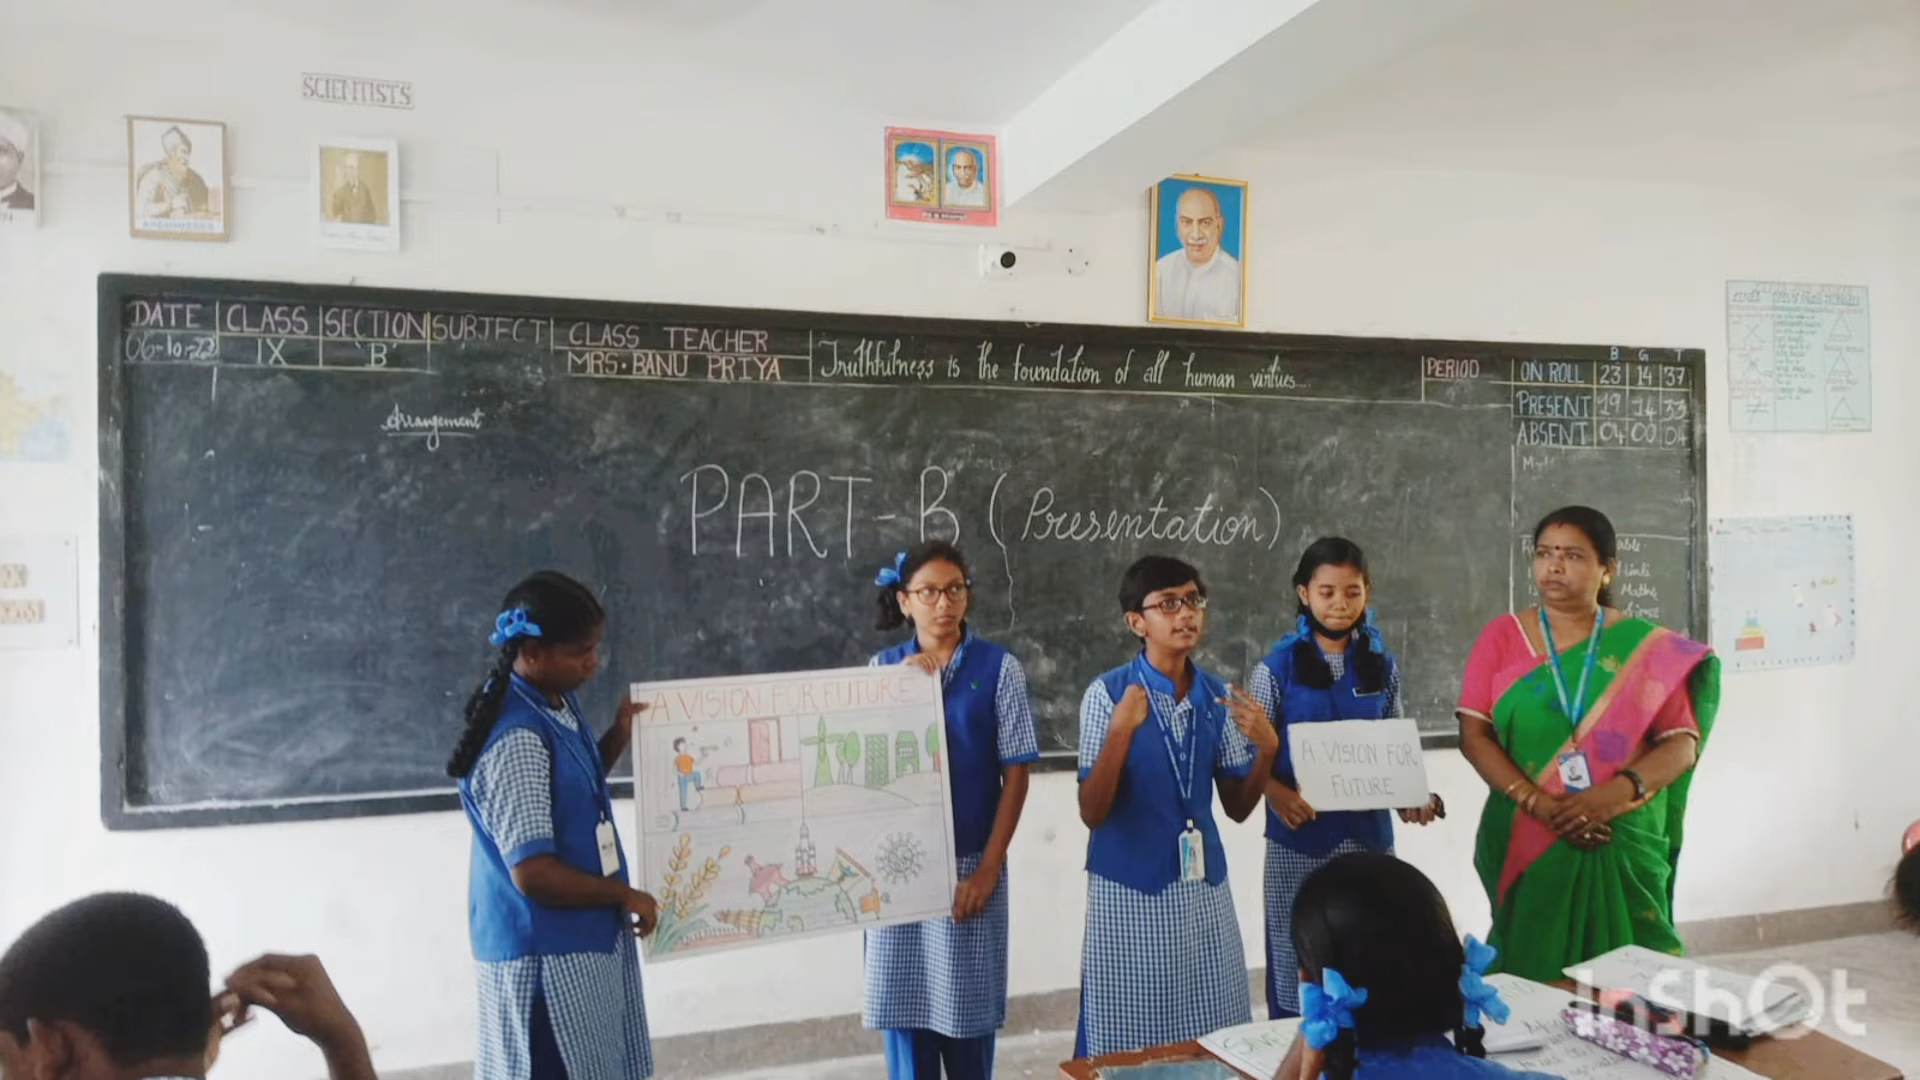 SCIENTISTS
DATE CLASS SECTION SUBJECT CLASS TEACHER
06-10-22 IX 'B' MRS. BANU PRIYA
Truthfulness is the foundation of all human virtues...
PERIOD
B G T
ON ROLL 23 14 37
PRESENT 19 14 33
ABSENT 04 00 04
Arrangement
PART-B (Presentation)
Maths
A VISION FOR FUTURE
A VISION FOR
FUTURE
InShOt